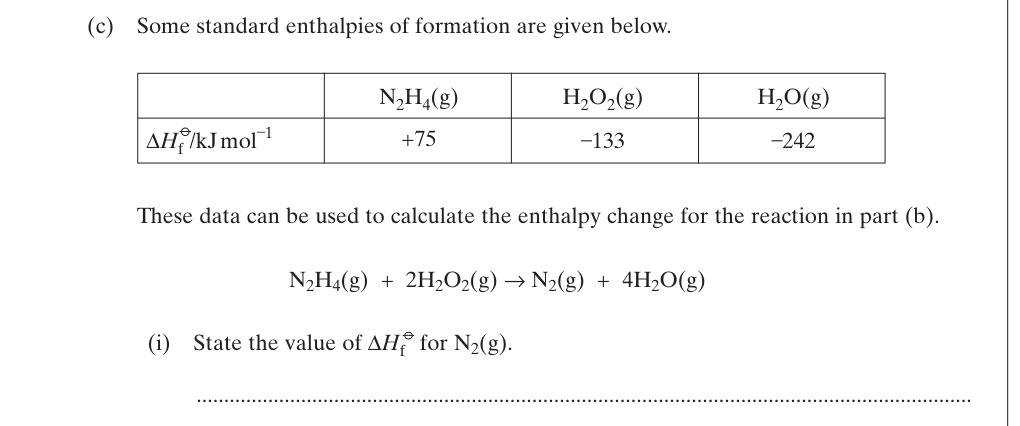 (c) Some standard enthalpies of formation are given below.
N₂H₄(g) H₂O₂(g) H₂O(g)
ΔHf⦵/kJ mol⁻¹ +75 −133 −242
These data can be used to calculate the enthalpy change for the reaction in part (b).
N₂H₄(g) + 2H₂O₂(g) → N₂(g) + 4H₂O(g)
(i) State the value of ΔHf⦵ for N₂(g).